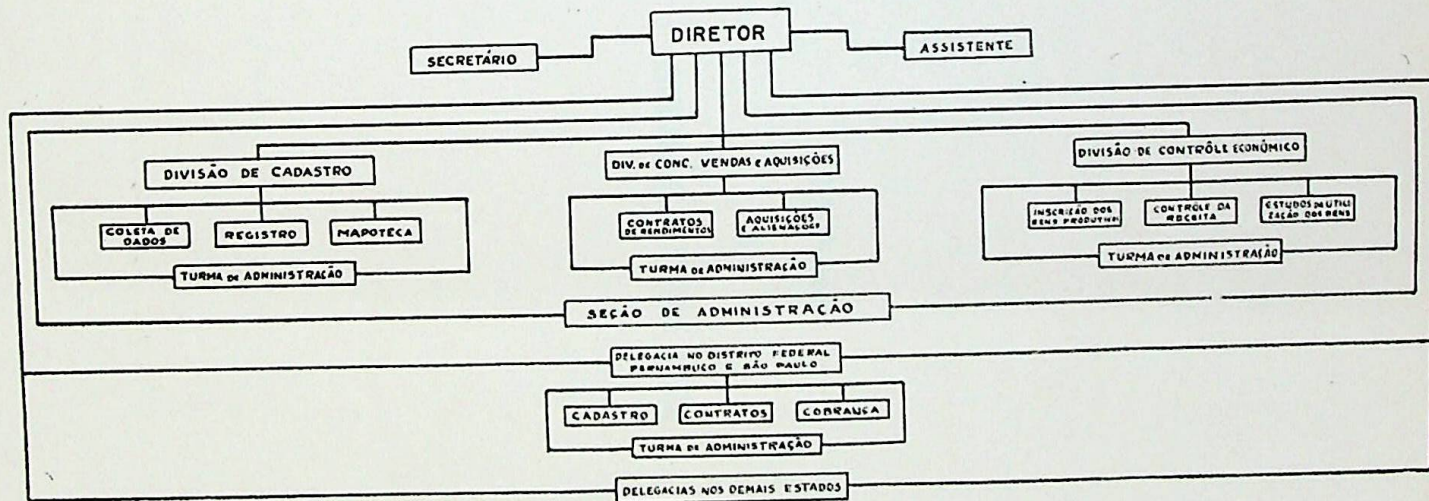 DIRETOR
SECRETÁRIO
ASSISTENTE
DIVISÃO DE CADASTRO
DIV. DE CONC. VENDAS E AQUISIÇÕES
DIVISÃO DE CONTRÔLE ECONÔMICO
COLETA DE
DADOS
REGISTRO
MAPOTECA
TURMA DE ADMINISTRAÇÃO
CONTRATOS
DE RENDIMENTOS
AQUISIÇÕES
E ALIENAÇÕES
TURMA DE ADMINISTRAÇÃO
INSCRIÇÃO DOS
BENS
CONTRÔLE DA
RECEITA
ESTUDOS
DOS BENS
TURMA DE ADMINISTRAÇÃO
SEÇÃO DE ADMINISTRAÇÃO
DELEGACIA NO DISTRITO FEDERAL
PERNAMBUCO E SÃO PAULO
CADASTRO
CONTRATOS
COBRANÇA
TURMA DE ADMINISTRAÇÃO
DELEGACIAS NOS DEMAIS ESTADOS